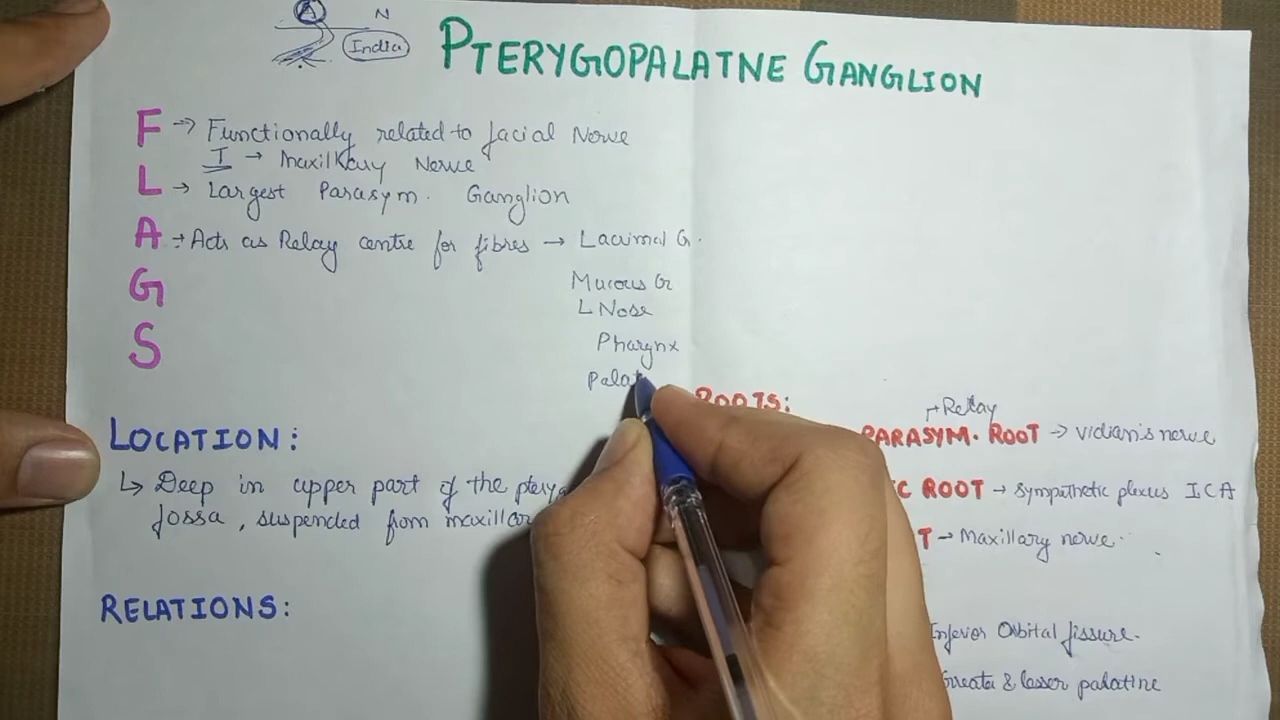 A
N
India
PTERYGOPALATNE GANGLION
F → Functionally related to facial Nerve
T → Maxillary Nerve
L → Largest Parasym. Ganglion
A : Acts as Relay centre for fibres → Lacrimal G.
G
Mucous Gr
L Nose
S
Pharynx
Palat
ROOTS:
Relay
PARASYM. ROOT → vidian's nerve
LOCATION:
↳ Deep in upper part of the pteryg
C ROOT → sympathetic plexus ICA
fossa, suspended from maxillar
T → Maxillary nerve.
RELATIONS:
Inferior Orbital fissure.
Greater & lesser palatine